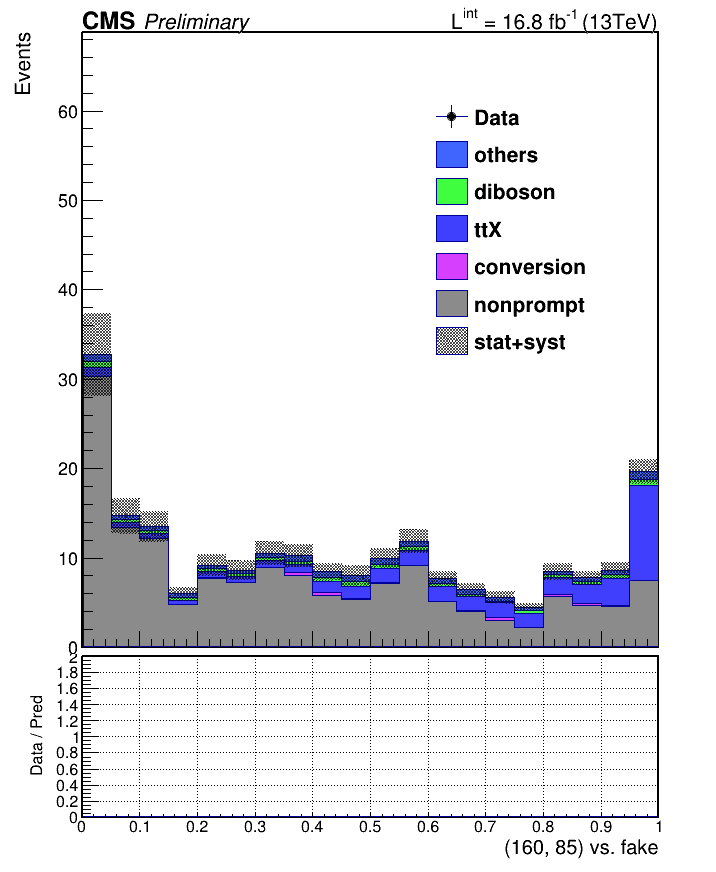 CMS Preliminary L^int = 16.8 fb^-1 (13TeV)
Events
60
50
40
30
20
10
0
Data
others
diboson
ttX
conversion
nonprompt
stat+syst
Data / Pred
2
1.8
1.6
1.4
1.2
1
0.8
0.6
0.4
0.2
0
0 0.1 0.2 0.3 0.4 0.5 0.6 0.7 0.8 0.9 1
(160, 85) vs. fake